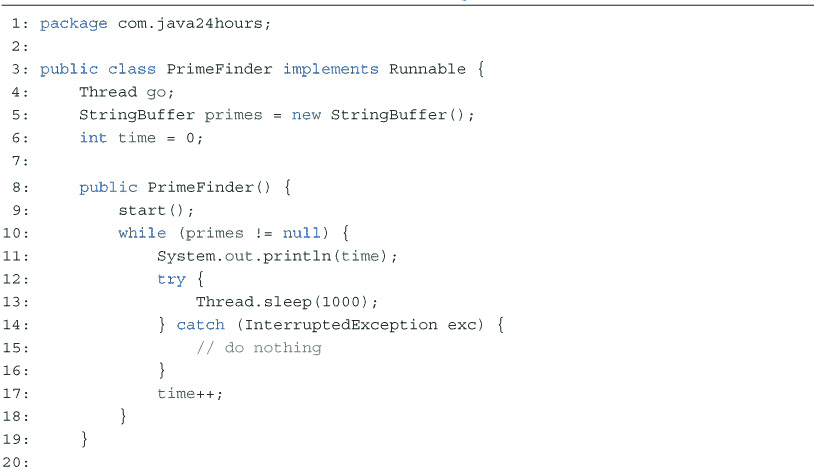 1: package com.java24hours;
2:
3: public class PrimeFinder implements Runnable {
4:     Thread go;
5:     StringBuffer primes = new StringBuffer();
6:     int time = 0;
7:
8:     public PrimeFinder() {
9:         start();
10:         while (primes != null) {
11:             System.out.println(time);
12:             try {
13:                 Thread.sleep(1000);
14:             } catch (InterruptedException exc) {
15:                 // do nothing
16:             }
17:             time++;
18:         }
19:     }
20: